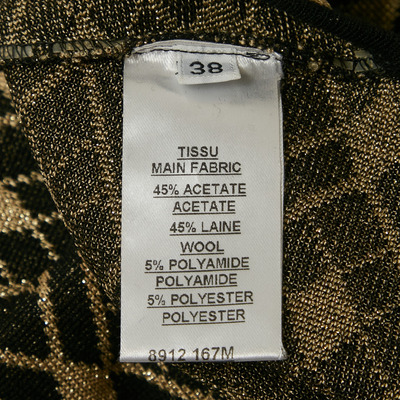 38
TISSU
MAIN FABRIC
45% ACETATE
ACETATE
45% LAINE
WOOL
5% POLYAMIDE
POLYAMIDE
5% POLYESTER
POLYESTER
8912 167M